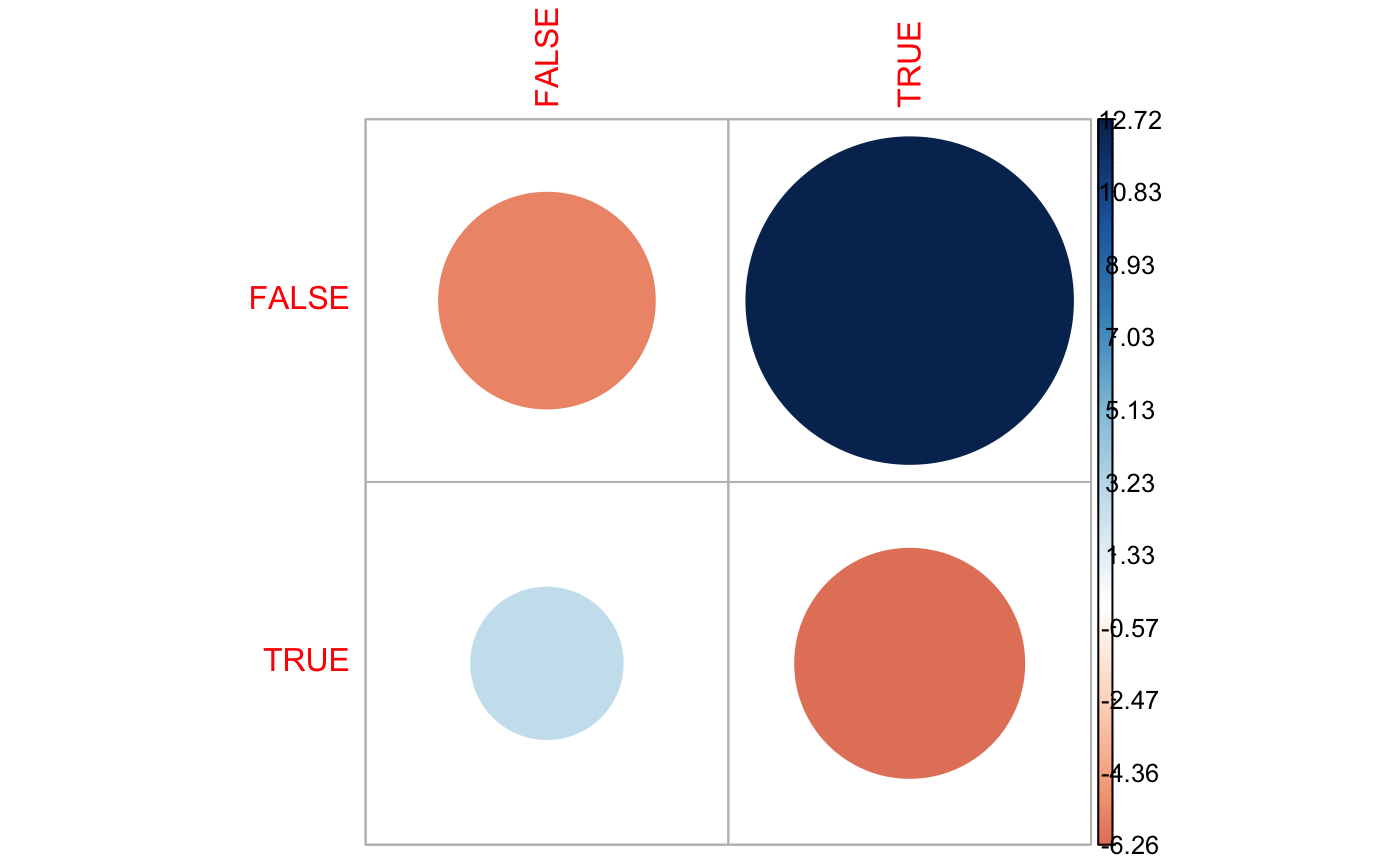 FALSE
TRUE
FALSE
TRUE
12.72
10.83
8.93
7.03
5.13
3.23
1.33
-0.57
-2.47
-4.36
-6.26